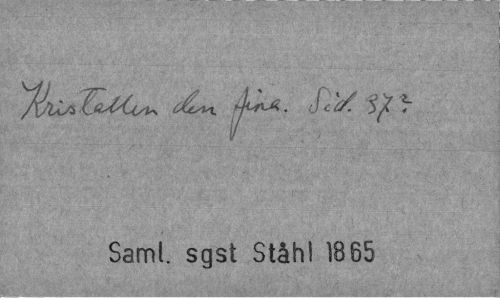 Kristallen den fina. Sid. 37?
Saml. sgst Ståhl 1865